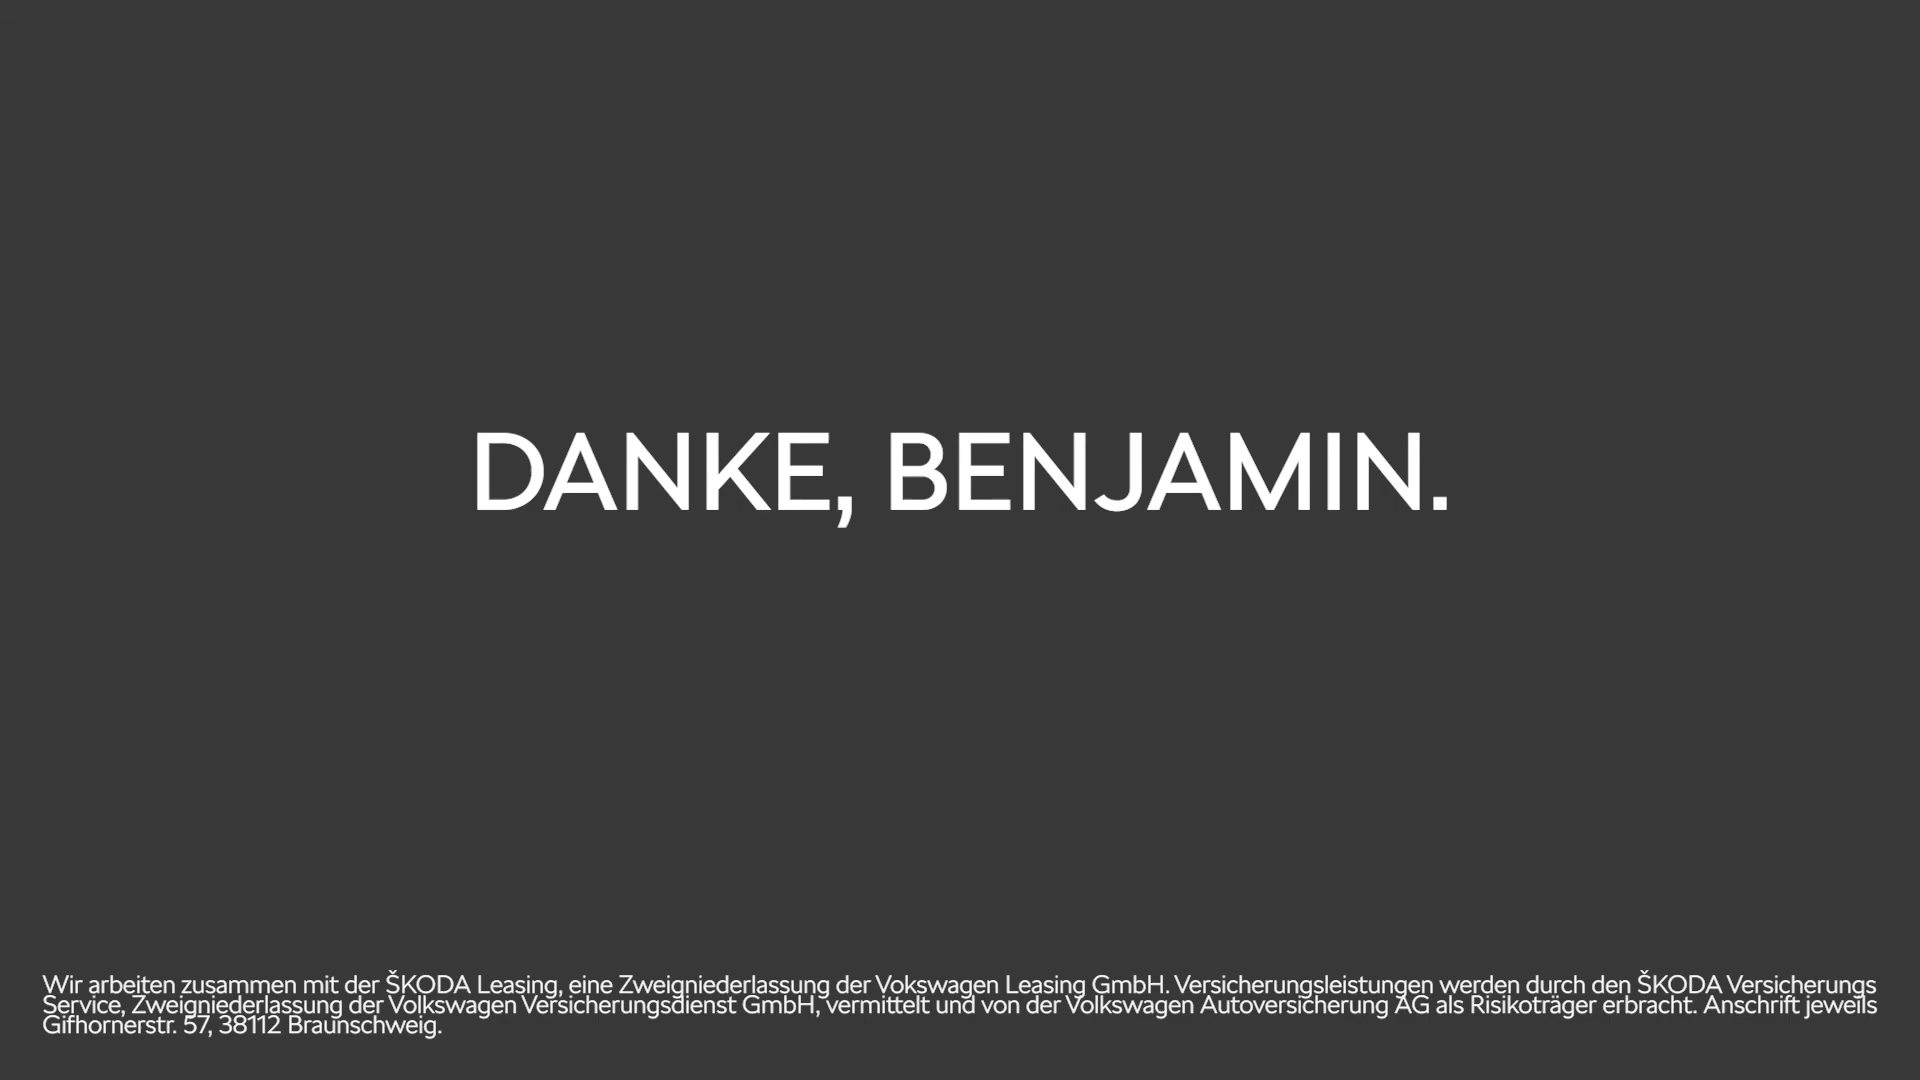 DANKE, BENJAMIN.
Wir arbeiten zusammen mit der ŠKODA Leasing, eine Zweigniederlassung der Vokswagen Leasing GmbH. Versicherungsleistungen werden durch den ŠKODA Versicherungs
Service, Zweigniederlassung der Volkswagen Versicherungsdienst GmbH, vermittelt und von der Volkswagen Autoversicherung AG als Risikoträger erbracht. Anschrift jeweils
Gifhornerstr. 57, 38112 Braunschweig.